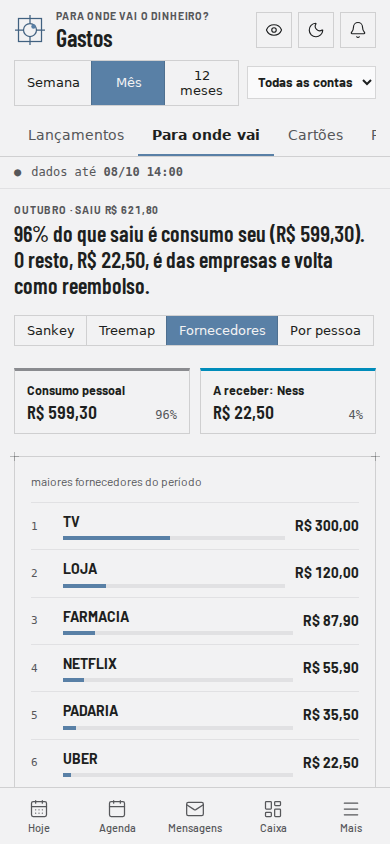 PARA ONDE VAI O DINHEIRO?
Gastos
Semana
Mês
12 meses
Todas as contas
Lançamentos
Para onde vai
Cartões
● dados até 08/10 14:00
OUTUBRO · SAIU R$ 621,80
96% do que saiu é consumo seu (R$ 599,30).
O resto, R$ 22,50, é das empresas e volta
como reembolso.
Sankey
Treemap
Fornecedores
Por pessoa
Consumo pessoal
R$ 599,30 96%
A receber: Ness
R$ 22,50 4%
maiores fornecedores do período
1 TV R$ 300,00
2 LOJA R$ 120,00
3 FARMACIA R$ 87,90
4 NETFLIX R$ 55,90
5 PADARIA R$ 35,50
6 UBER R$ 22,50
Hoje
Agenda
Mensagens
Caixa
Mais